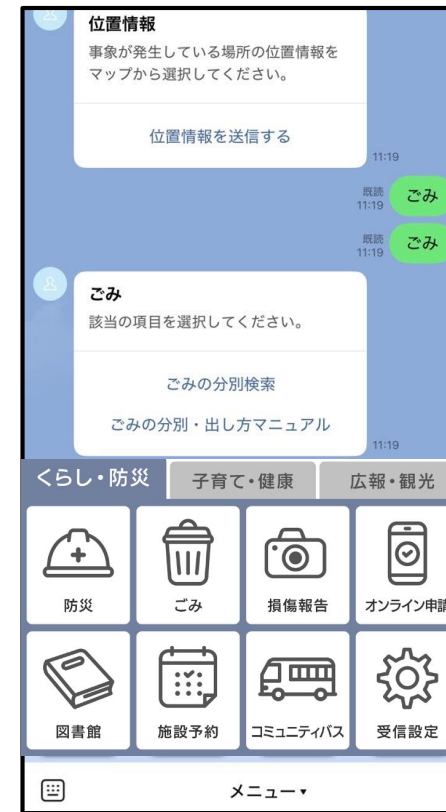 位置情報
事象が発生している場所の位置情報を
マップから選択してください。
位置情報を送信する
11:19
既読
11:19
ごみ
既読
11:19
ごみ
ごみ
該当の項目を選択してください。
ごみの分別検索
ごみの分別・出し方マニュアル
11:19
くらし・防災
子育て・健康
広報・観光
防災
ごみ
損傷報告
オンライン申請
図書館
施設予約
コミュニティバス
受信設定
メニュー▼